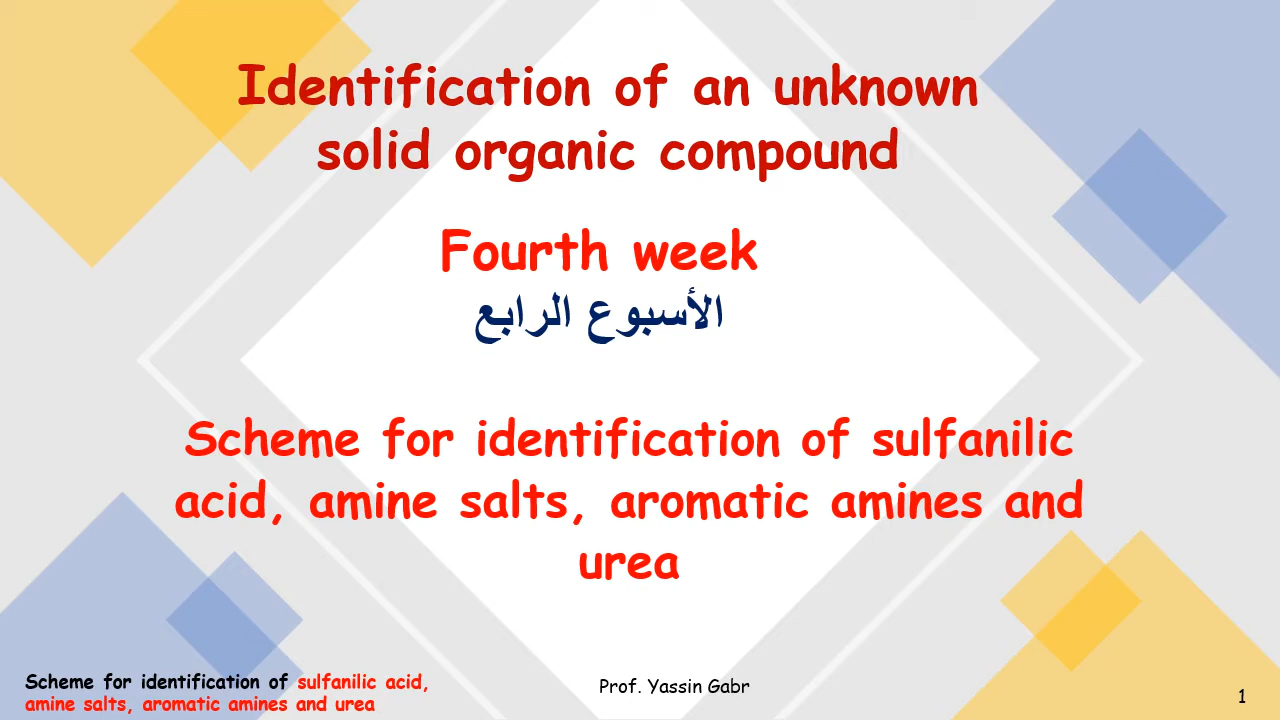 Identification of an unknown
solid organic compound
Fourth week
الأسبوع الرابع
Scheme for identification of sulfanilic
acid, amine salts, aromatic amines and
urea
Scheme for identification of sulfanilic acid,
amine salts, aromatic amines and urea
Prof. Yassin Gabr
1